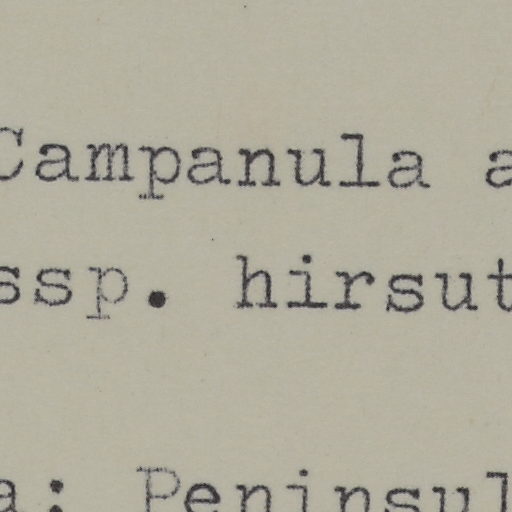 Campanula a
ssp. hirsut
a: Peninsul